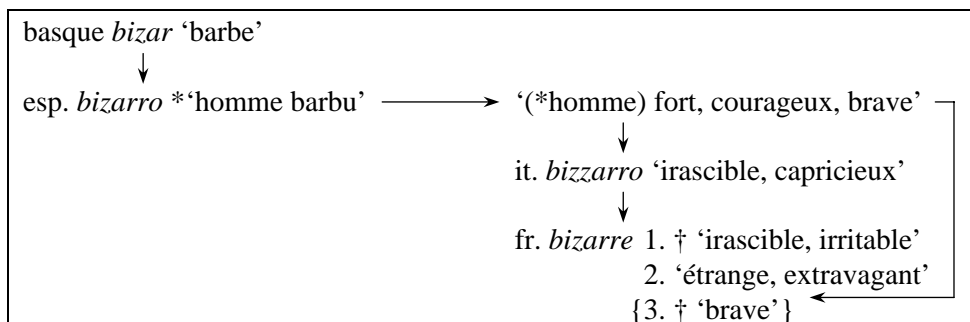 basque bizar ‘barbe’
esp. bizarro *‘homme barbu’ ‘(*homme) fort, courageux, brave’
it. bizzarro ‘irascible, capricieux’
fr. bizarre 1. † ‘irascible, irritable’
2. ‘étrange, extravagant’
{3. † ‘brave’}